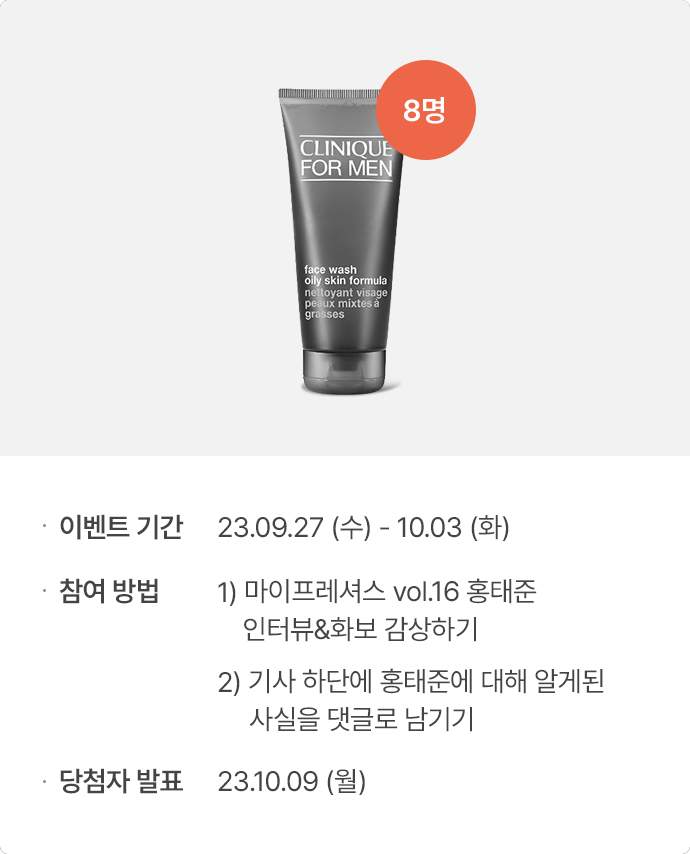 8명
CLINIQUE
FOR MEN
face wash
oily skin formula
nettoyant visage
peaux mixtes à
grasses
· 이벤트 기간 23.09.27 (수) - 10.03 (화)
· 참여 방법 1) 마이프레셔스 vol.16 홍태준
인터뷰&화보 감상하기
2) 기사 하단에 홍태준에 대해 알게된
사실을 댓글로 남기기
· 당첨자 발표 23.10.09 (월)